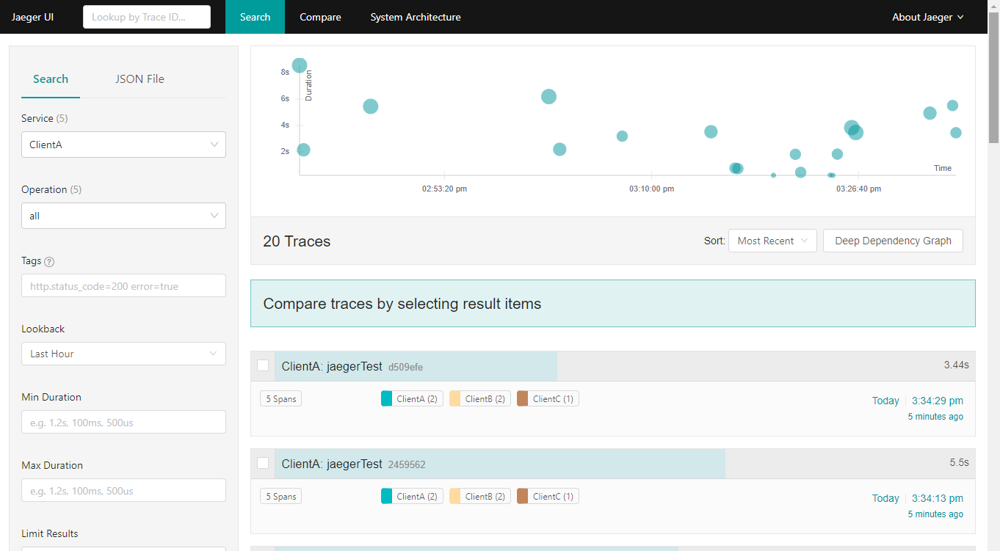 Jaeger UI
Lookup by Trace ID...
Search
Compare
System Architecture
About Jaeger
Search
JSON File
Service (5)
ClientA
Operation (5)
all
Tags ?
http.status_code=200 error=true
Lookback
Last Hour
Min Duration
e.g. 1.2s, 100ms, 500us
Max Duration
e.g. 1.2s, 100ms, 500us
Limit Results
8s
6s
4s
2s
Duration
Time
02:53:20 pm
03:10:00 pm
03:26:40 pm
20 Traces
Sort:
Most Recent
Deep Dependency Graph
Compare traces by selecting result items
ClientA: jaegerTest d509efe
3.44s
5 Spans
ClientA (2)
ClientB (2)
ClientC (1)
Today 3:34:29 pm
5 minutes ago
ClientA: jaegerTest 2459562
5.5s
5 Spans
ClientA (2)
ClientB (2)
ClientC (1)
Today 3:34:13 pm
5 minutes ago